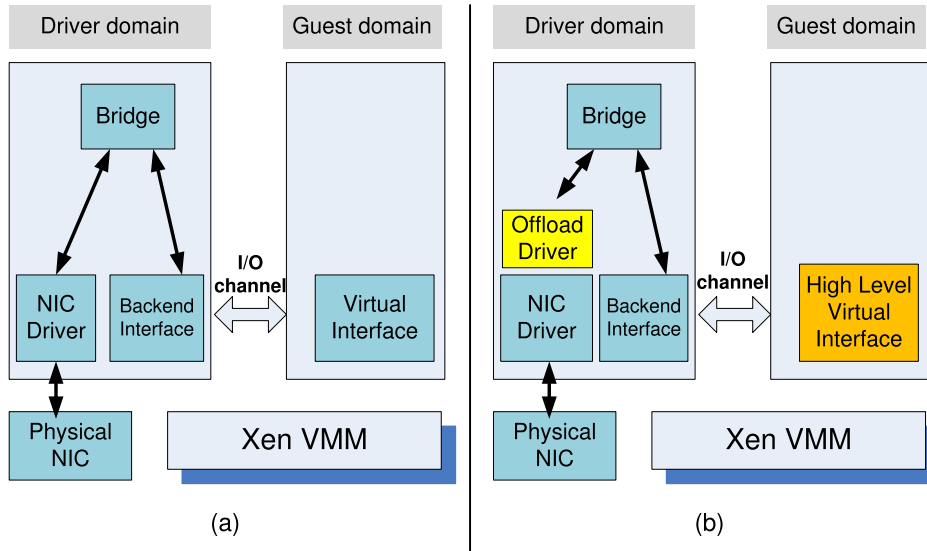 Driver domain
Guest domain
Bridge
I/O
channel
NIC
Driver
Backend
Interface
Virtual
Interface
Physical
NIC
Xen VMM
(a)
Driver domain
Guest domain
Bridge
Offload
Driver
I/O
channel
NIC
Driver
Backend
Interface
High Level
Virtual
Interface
Physical
NIC
Xen VMM
(b)